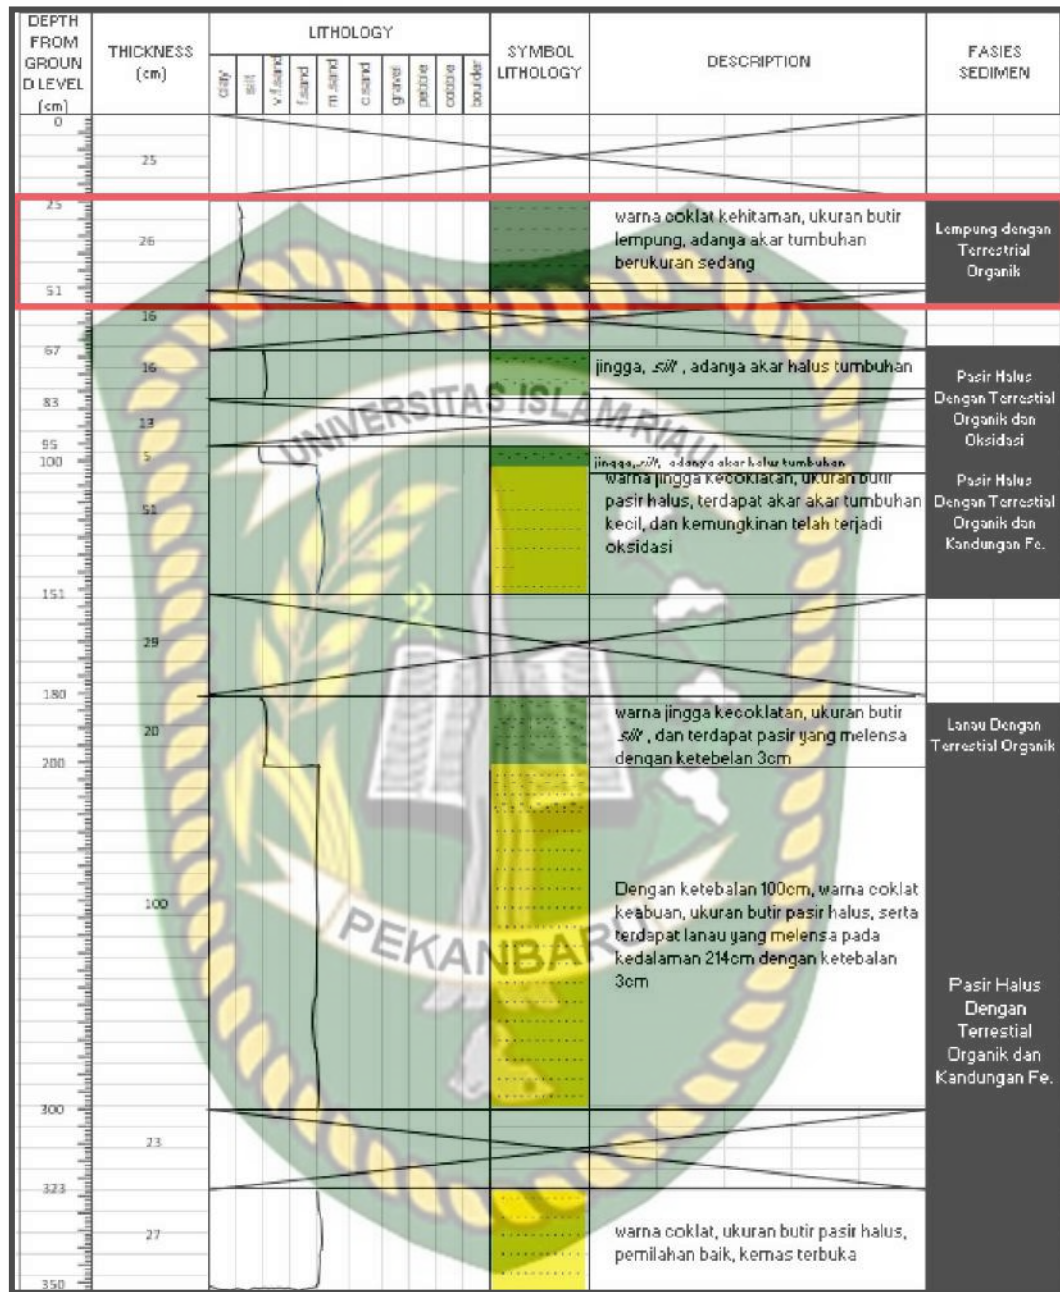 DEPTH
FROM
GROUN
D LEVEL
(cm)
THICKNESS
(cm)
LITHOLOGY
clay
silt
v.f.sand
f.sand
m.sand
c.sand
gravel
pebble
cobble
boulder
SYMBOL
LITHOLOGY
DESCRIPTION
FASIES
SEDIMEN
0
25
25
26
warna coklat kehitaman, ukuran butir
lempung, adanya akar tumbuhan
berukuran sedang
Lempung dengan
Terrestrial
Organik
51
16
67
16
jingga, silt, adanya akar halus tumbuhan
Pasir Halus
Dengan Terrestial
Organik dan
Oksidasi
83
13
UNIVERSITAS ISLAM RIAU
95
5
jingga, silt, adanya akar halus tumbuhan
100
51
warna jingga kecoklatan, ukuran butir
pasir halus, terdapat akar akar tumbuhan
kecil, dan kemungkinan telah terjadi
oksidasi
Pasir Halus
Dengan Terrestial
Organik dan
Kandungan Fe.
151
29
180
20
warna jingga kecoklatan, ukuran butir
silt, dan terdapat pasir yang melensa
dengan ketebelan 3cm
Lanau Dengan
Terrestial Organik
200
100
Dengan ketebalan 100cm, warna coklat
keabuan, ukuran butir pasir halus, serta
terdapat lanau yang melensa pada
kedalaman 214cm dengan ketebalan
3cm
PEKANBARU
Pasir Halus
Dengan
Terrestial
Organik dan
Kandungan Fe.
300
23
323
27
warna coklat, ukuran butir pasir halus,
pemilahan baik, kemas terbuka
350